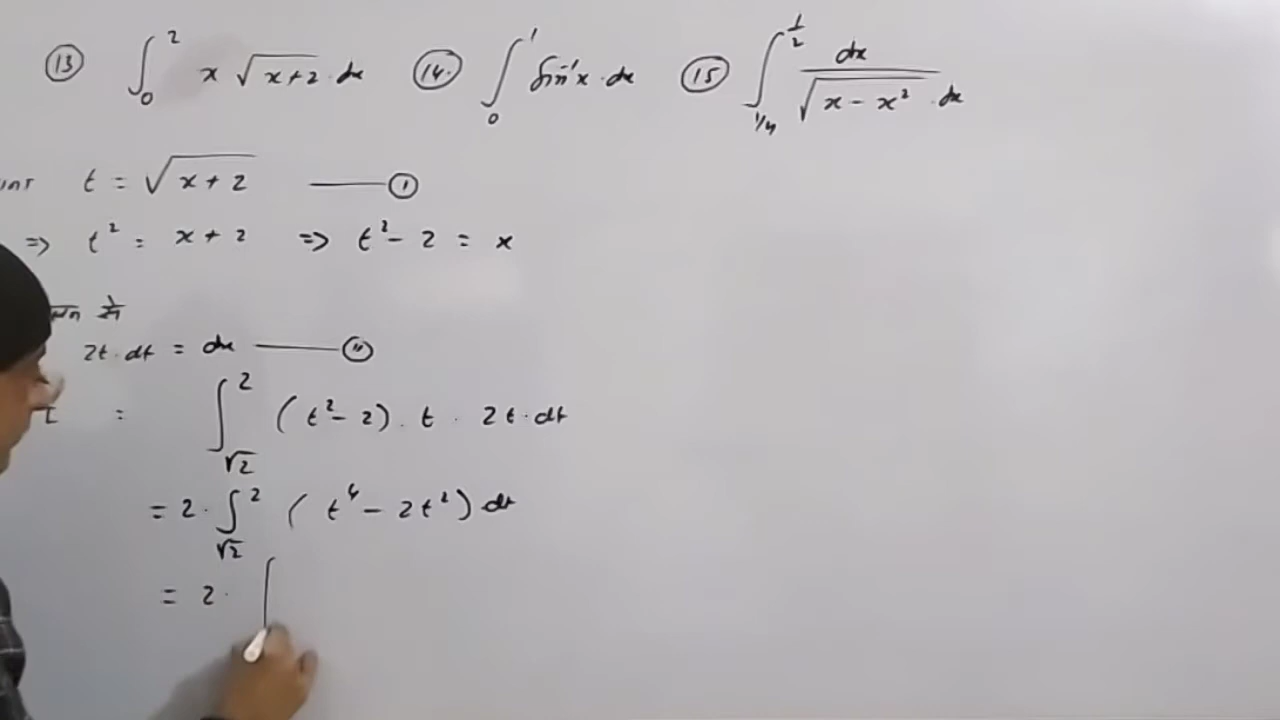 ⑬ ∫₀² x √(x+2) · dx ⑭ ∫₀¹ Sin⁻¹x · dx ⑮ ∫_{1/4}^{1/2} dx / √(x − x²) · dx
t = √(x + 2) —— ①
⇒ t² = x + 2 ⇒ t² − 2 = x
2t · dt = dx —— ⑪
I = ∫_{√2}^{2} (t² − 2) · t · 2t · dt
= 2 · ∫_{√2}^{2} (t⁴ − 2t²) dt
= 2 · [